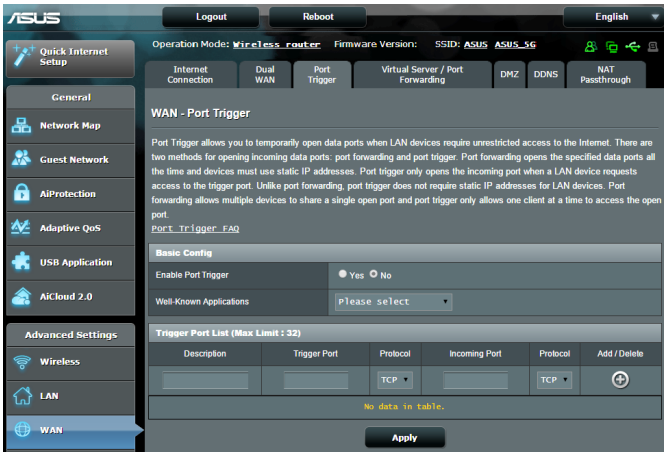 ASUS
Logout
Reboot
English
Quick Internet
Setup
Operation Mode: Wireless router Firmware Version: SSID: ASUS ASUS_5G
Internet
Connection
Dual
WAN
Port
Trigger
Virtual Server / Port
Forwarding
DMZ
DDNS
NAT
Passthrough
General
Network Map
Guest Network
AiProtection
Adaptive QoS
USB Application
AiCloud 2.0
Advanced Settings
Wireless
LAN
WAN
WAN - Port Trigger
Port Trigger allows you to temporarily open data ports when LAN devices require unrestricted access to the Internet. There are
two methods for opening incoming data ports: port forwarding and port trigger. Port forwarding opens the specified data ports all
the time and devices must use static IP addresses. Port trigger only opens the incoming port when a LAN device requests
access to the trigger port. Unlike port forwarding, port trigger does not require static IP addresses for LAN devices. Port
forwarding allows multiple devices to share a single open port and port trigger only allows one client at a time to access the open
port.
Port Trigger FAQ
Basic Config
Enable Port Trigger
Yes No
Well-Known Applications
Please select
Trigger Port List (Max Limit : 32)
Description Trigger Port Protocol Incoming Port Protocol Add / Delete
TCP TCP
No data in table.
Apply